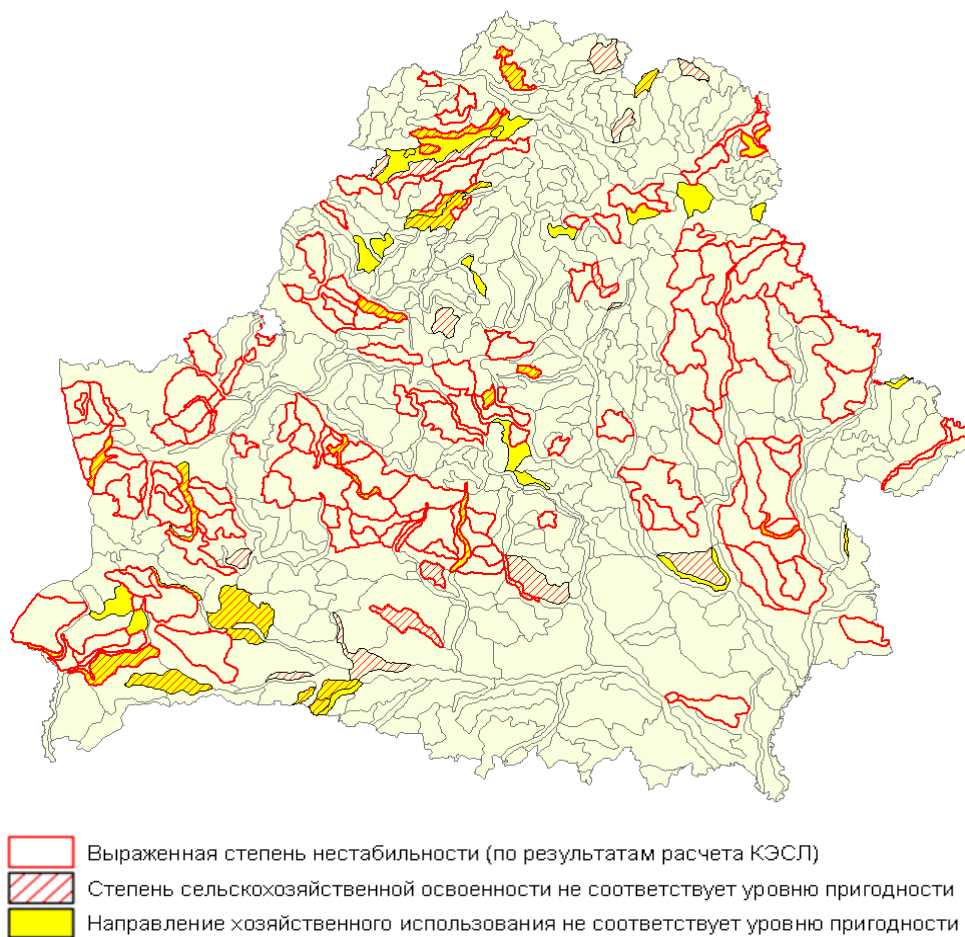 Выраженная степень нестабильности (по результатам расчета КЭСЛ)
Степень сельскохозяйственной освоенности не соответствует уровню пригодности
Направление хозяйственного использования не соответствует уровню пригодности